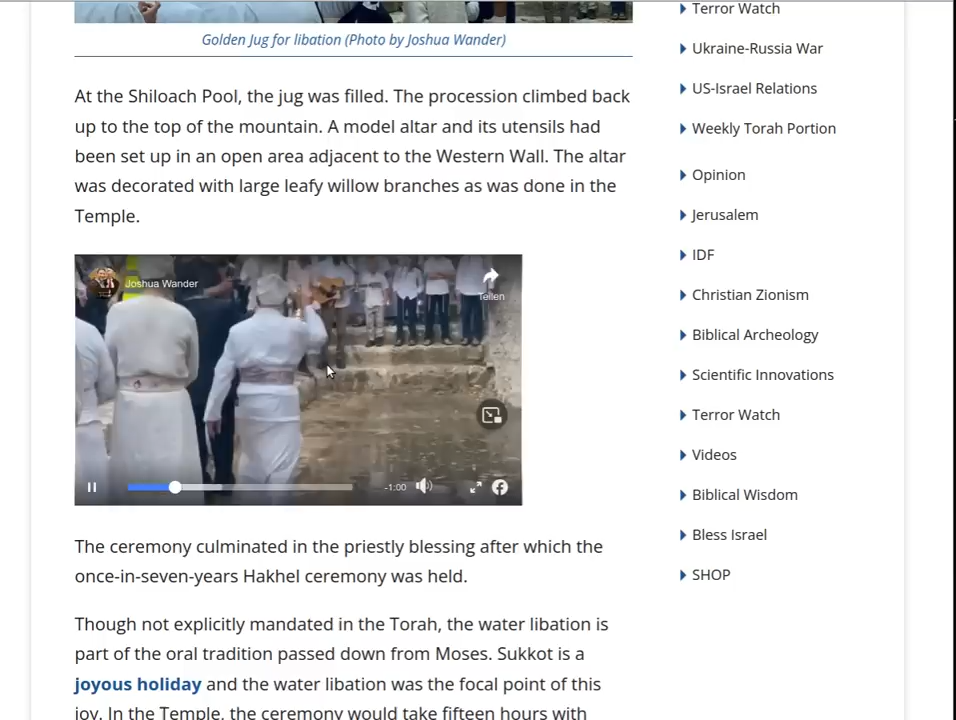 Golden Jug for libation (Photo by Joshua Wander)
At the Shiloach Pool, the jug was filled. The procession climbed back
up to the top of the mountain. A model altar and its utensils had
been set up in an open area adjacent to the Western Wall. The altar
was decorated with large leafy willow branches as was done in the
Temple.
Joshua Wander
Teilen
-1:00
The ceremony culminated in the priestly blessing after which the
once-in-seven-years Hakhel ceremony was held.
Though not explicitly mandated in the Torah, the water libation is
part of the oral tradition passed down from Moses. Sukkot is a
joyous holiday and the water libation was the focal point of this
joy. In the Temple, the ceremony would take fifteen hours with
Terror Watch
Ukraine-Russia War
US-Israel Relations
Weekly Torah Portion
Opinion
Jerusalem
IDF
Christian Zionism
Biblical Archeology
Scientific Innovations
Terror Watch
Videos
Biblical Wisdom
Bless Israel
SHOP